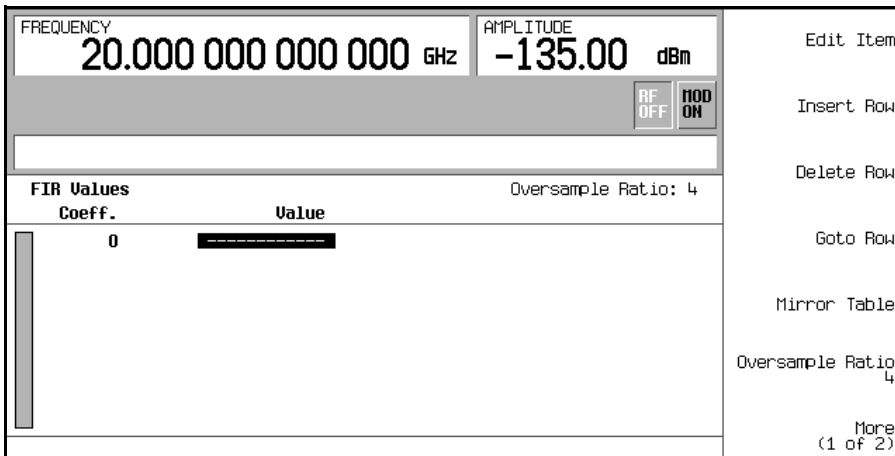 FREQUENCY
20.000 000 000 000 GHz
AMPLITUDE
-135.00 dBm
RF OFF
MOD ON
FIR Values
Oversample Ratio: 4
Coeff. Value
0 ------------
Edit Item
Insert Row
Delete Row
Goto Row
Mirror Table
Oversample Ratio
4
More
(1 of 2)